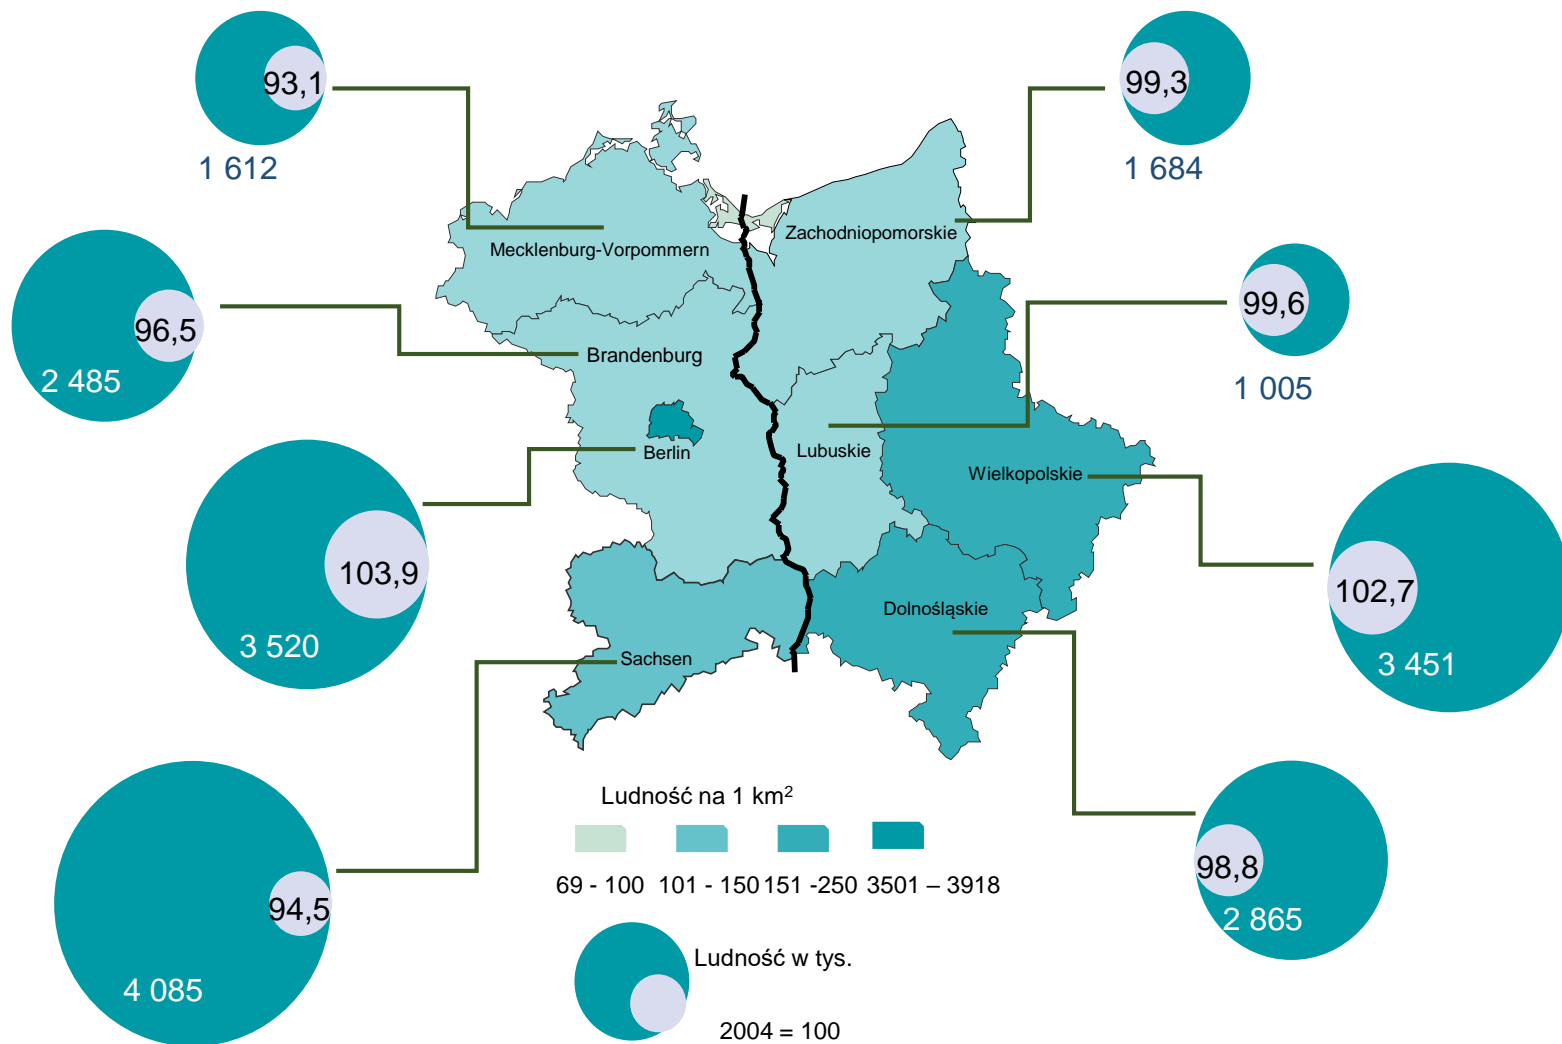 93,1
1 612
99,3
1 684
Mecklenburg-Vorpommern
Zachodniopomorskie
96,5
2 485
Brandenburg
99,6
1 005
Berlin
Lubuskie
Wielkopolskie
103,9
3 520
102,7
3 451
Sachsen
Dolnośląskie
94,5
4 085
98,8
2 865
Ludność na 1 km²
69 - 100 101 - 150 151 -250 3501 – 3918
Ludność w tys.
2004 = 100